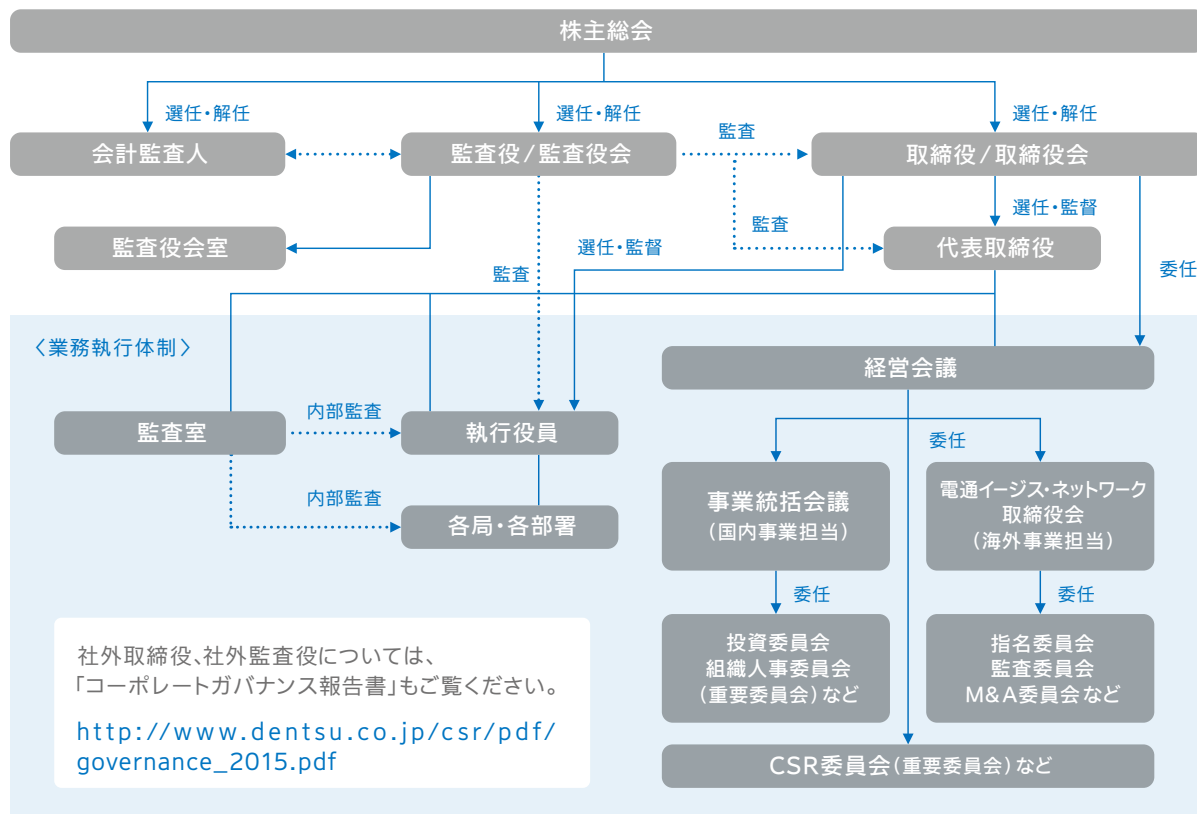 株主総会
選任・解任
選任・解任
選任・解任
会計監査人
監査役/監査役会
監査
取締役/取締役会
監査役会室
選任・監督
監査
選任・監督
代表取締役
監査
委任
〈業務執行体制〉
経営会議
監査室
内部監査
執行役員
内部監査
各局・各部署
委任
事業統括会議
(国内事業担当)
電通イージス・ネットワーク
取締役会
(海外事業担当)
委任
委任
投資委員会
組織人事委員会
(重要委員会)など
指名委員会
監査委員会
M&A委員会など
CSR委員会(重要委員会)など
社外取締役、社外監査役については、
「コーポレートガバナンス報告書」もご覧ください。
http://www.dentsu.co.jp/csr/pdf/
governance_2015.pdf